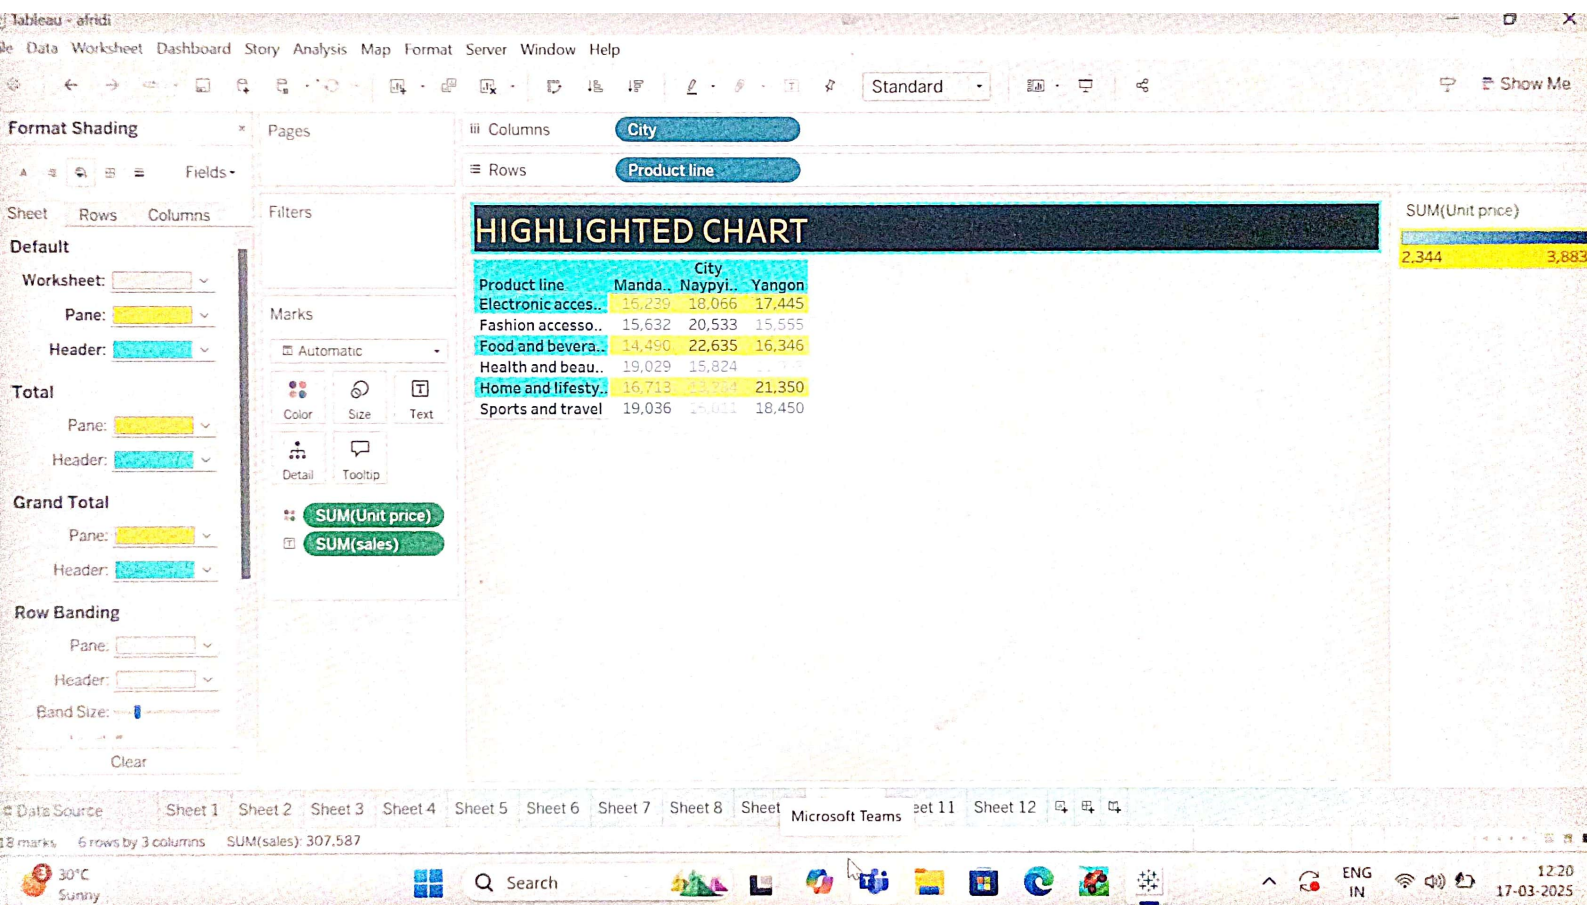 Tableau - afridi
Data Worksheet Dashboard Story Analysis Map Format Server Window Help
Standard
Show Me
Format Shading
Fields
Sheet Rows Columns
Default
Worksheet:
Pane:
Header:
Total
Pane:
Header:
Grand Total
Pane:
Header:
Row Banding
Pane:
Header:
Band Size:
Clear
Pages
Filters
Marks
Automatic
Color Size Text
Detail Tooltip
SUM(Unit price)
SUM(sales)
Columns City
Rows Product line
HIGHLIGHTED CHART
City
Product line Manda.. Naypyi.. Yangon
Electronic acces.. 16,239 18,066 17,445
Fashion accesso.. 15,632 20,533 15,555
Food and bevera.. 14,490 22,635 16,346
Health and beau.. 19,029 15,824
Home and lifesty.. 16,713 21,350
Sports and travel 19,036 18,450
SUM(Unit price)
2,344 3,883
Data Source Sheet 1 Sheet 2 Sheet 3 Sheet 4 Sheet 5 Sheet 6 Sheet 7 Sheet 8 Sheet eet 11 Sheet 12
Microsoft Teams
18 marks 6 rows by 3 columns SUM(sales): 307,587
3
30°C
Sunny
Search
ENG
IN
12:20
17-03-2025